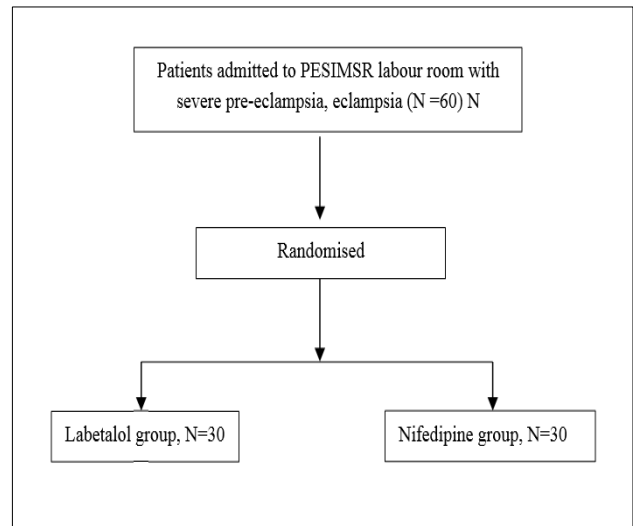 Patients admitted to PESIMSR labour room with
severe pre-eclampsia, eclampsia (N =60) N
Randomised
Labetalol group, N=30
Nifedipine group, N=30